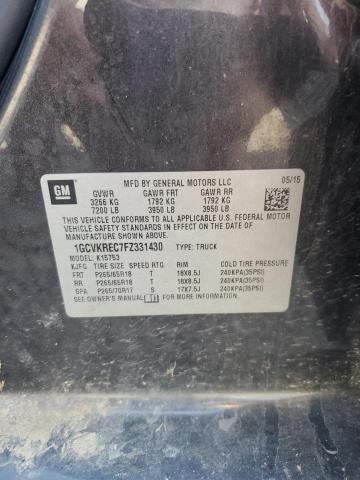 MFD BY GENERAL MOTORS LLC
05/15
GM
GVWR GAWR FRT GAWR RR
3266 KG 1792 KG 1792 KG
7200 LB 3950 LB 3950 LB
THIS VEHICLE CONFORMS TO ALL APPLICABLE U.S. FEDERAL
MOTOR VEHICLE SAFETY STANDARDS IN EFFECT ON THE DATE
OF MANUFACTURE SHOWN ABOVE.
1GCVKREC7FZ331430 TYPE: TRUCK
MODEL: K15753
KJFG TIRE SIZE SPEED RTG RIM COLD TIRE PRESSURE
FRT P265/65R18 T 18X8.5J 240KPA(35PSI)
RR P265/65R18 T 18X8.5J 240KPA(35PSI)
SPA P265/70R17 S 17X7.5J 240KPA(35PSI)
SEE OWNER'S MANUAL FOR MORE INFORMATION.